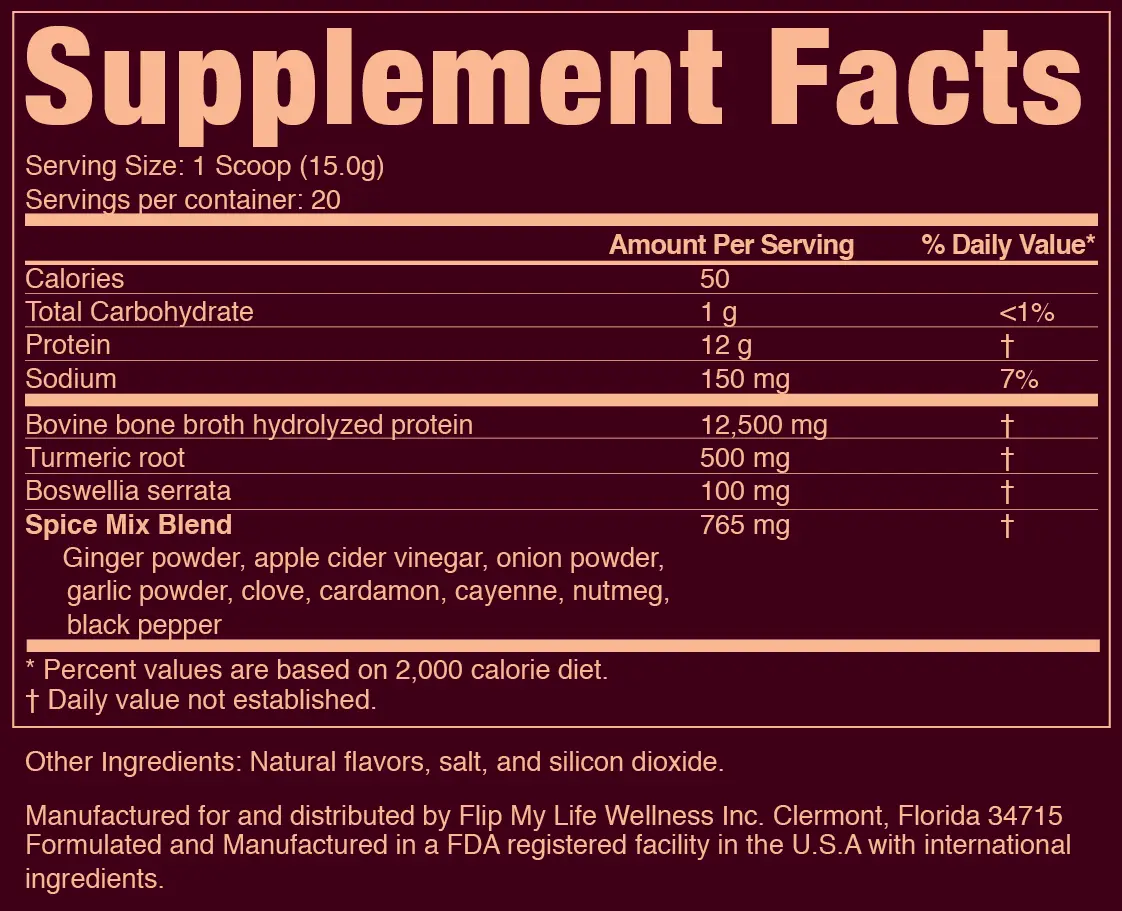 Supplement Facts
Serving Size: 1 Scoop (15.0g)
Servings per container: 20
Amount Per Serving % Daily Value*
Calories 50
Total Carbohydrate 1 g <1%
Protein 12 g †
Sodium 150 mg 7%
Bovine bone broth hydrolyzed protein 12,500 mg †
Turmeric root 500 mg †
Boswellia serrata 100 mg †
Spice Mix Blend 765 mg †
Ginger powder, apple cider vinegar, onion powder,
garlic powder, clove, cardamon, cayenne, nutmeg,
black pepper
* Percent values are based on 2,000 calorie diet.
† Daily value not established.
Other Ingredients: Natural flavors, salt, and silicon dioxide.
Manufactured for and distributed by Flip My Life Wellness Inc. Clermont, Florida 34715
Formulated and Manufactured in a FDA registered facility in the U.S.A with international
ingredients.